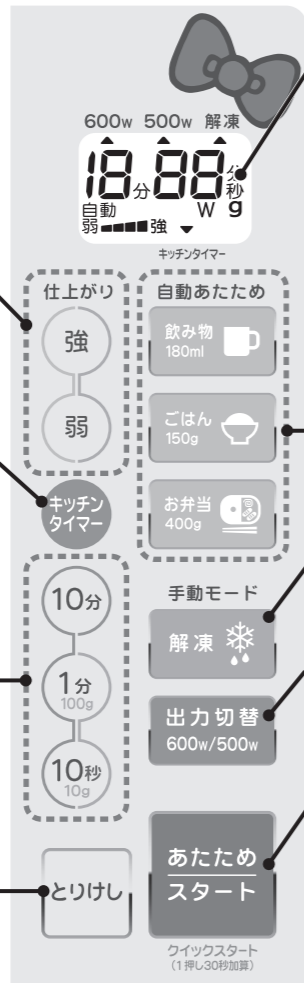 600w 500w 解凍
18分88分秒
自動 W g
弱 強
キッチンタイマー
仕上がり
強
弱
キッチン
タイマー
10分
1分
100g
10秒
10g
とりけし
自動あたため
飲み物
180ml
ごはん
150g
お弁当
400g
手動モード
解凍
出力切替
600w/500w
あたため
スタート
クイックスタート
(1押し30秒加算)